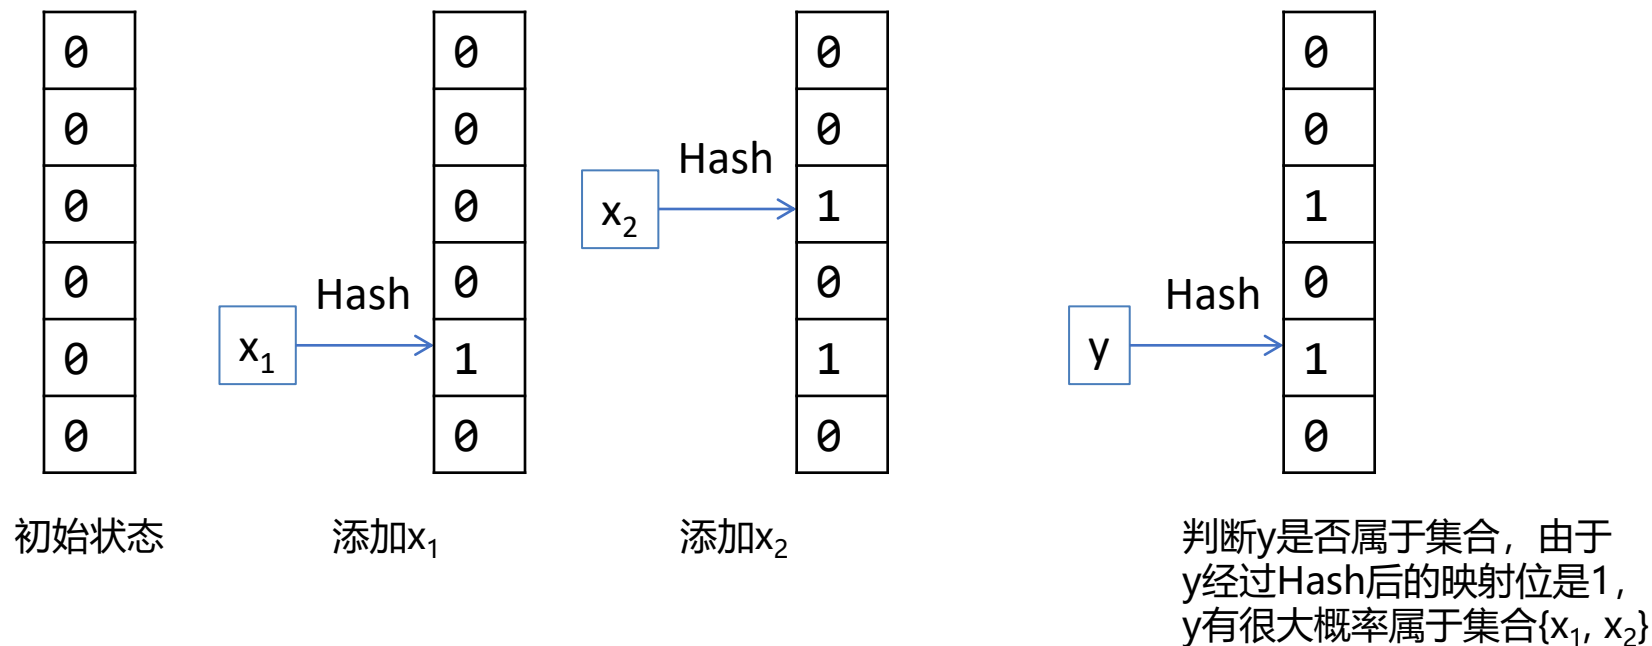 0 0 0 0
0 0 0 0
Hash
0 0 x₂ 1 1
Hash Hash
0 0 0 0
0 x₁ 1 1 y 1
0 0 0 0
初始状态 添加x₁ 添加x₂ 判断y是否属于集合，由于
y经过Hash后的映射位是1，
y有很大概率属于集合{x₁, x₂}